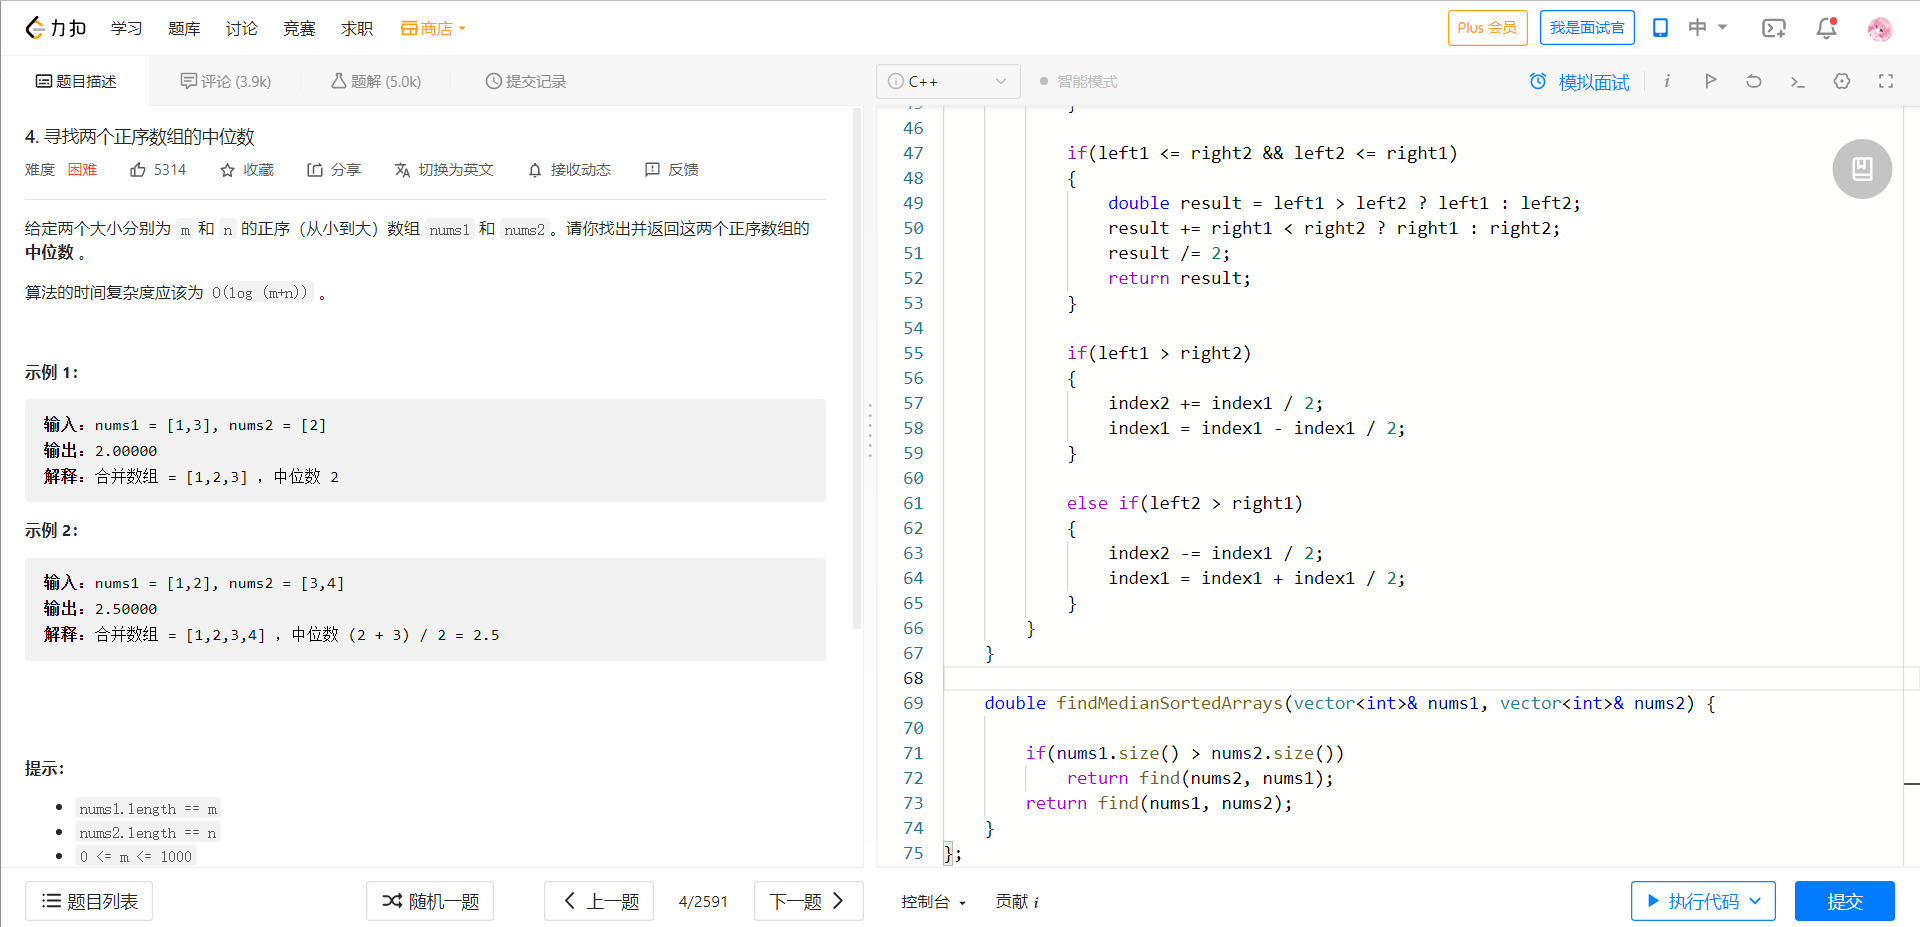 力扣 学习 题库 讨论 竞赛 求职 商店 Plus 会员 我是面试官 中
题目描述 评论 (3.9k) 题解 (5.0k) 提交记录
4. 寻找两个正序数组的中位数
难度 困难 5314 收藏 分享 切换为英文 接收动态 反馈
给定两个大小分别为 m 和 n 的正序（从小到大）数组 nums1 和 nums2。请你找出并返回这两个正序数组的
中位数 。
算法的时间复杂度应该为 O(log (m+n)) 。
示例 1：
输入：nums1 = [1,3], nums2 = [2]
输出：2.00000
解释：合并数组 = [1,2,3] ，中位数 2
示例 2：
输入：nums1 = [1,2], nums2 = [3,4]
输出：2.50000
解释：合并数组 = [1,2,3,4] ，中位数 (2 + 3) / 2 = 2.5
提示：
nums1.length == m
nums2.length == n
0 <= m <= 1000
题目列表 随机一题 上一题 4/2591 下一题
C++ 智能模式 模拟面试
}
46
47 if(left1 <= right2 && left2 <= right1)
48 {
49 double result = left1 > left2 ? left1 : left2;
50 result += right1 < right2 ? right1 : right2;
51 result /= 2;
52 return result;
53 }
54
55 if(left1 > right2)
56 {
57 index2 += index1 / 2;
58 index1 = index1 - index1 / 2;
59 }
60
61 else if(left2 > right1)
62 {
63 index2 -= index1 / 2;
64 index1 = index1 + index1 / 2;
65 }
66 }
67 }
68
69 double findMedianSortedArrays(vector<int>& nums1, vector<int>& nums2) {
70
71 if(nums1.size() > nums2.size())
72 return find(nums2, nums1);
73 return find(nums1, nums2);
74 }
75 };
控制台 贡献 i 执行代码 提交